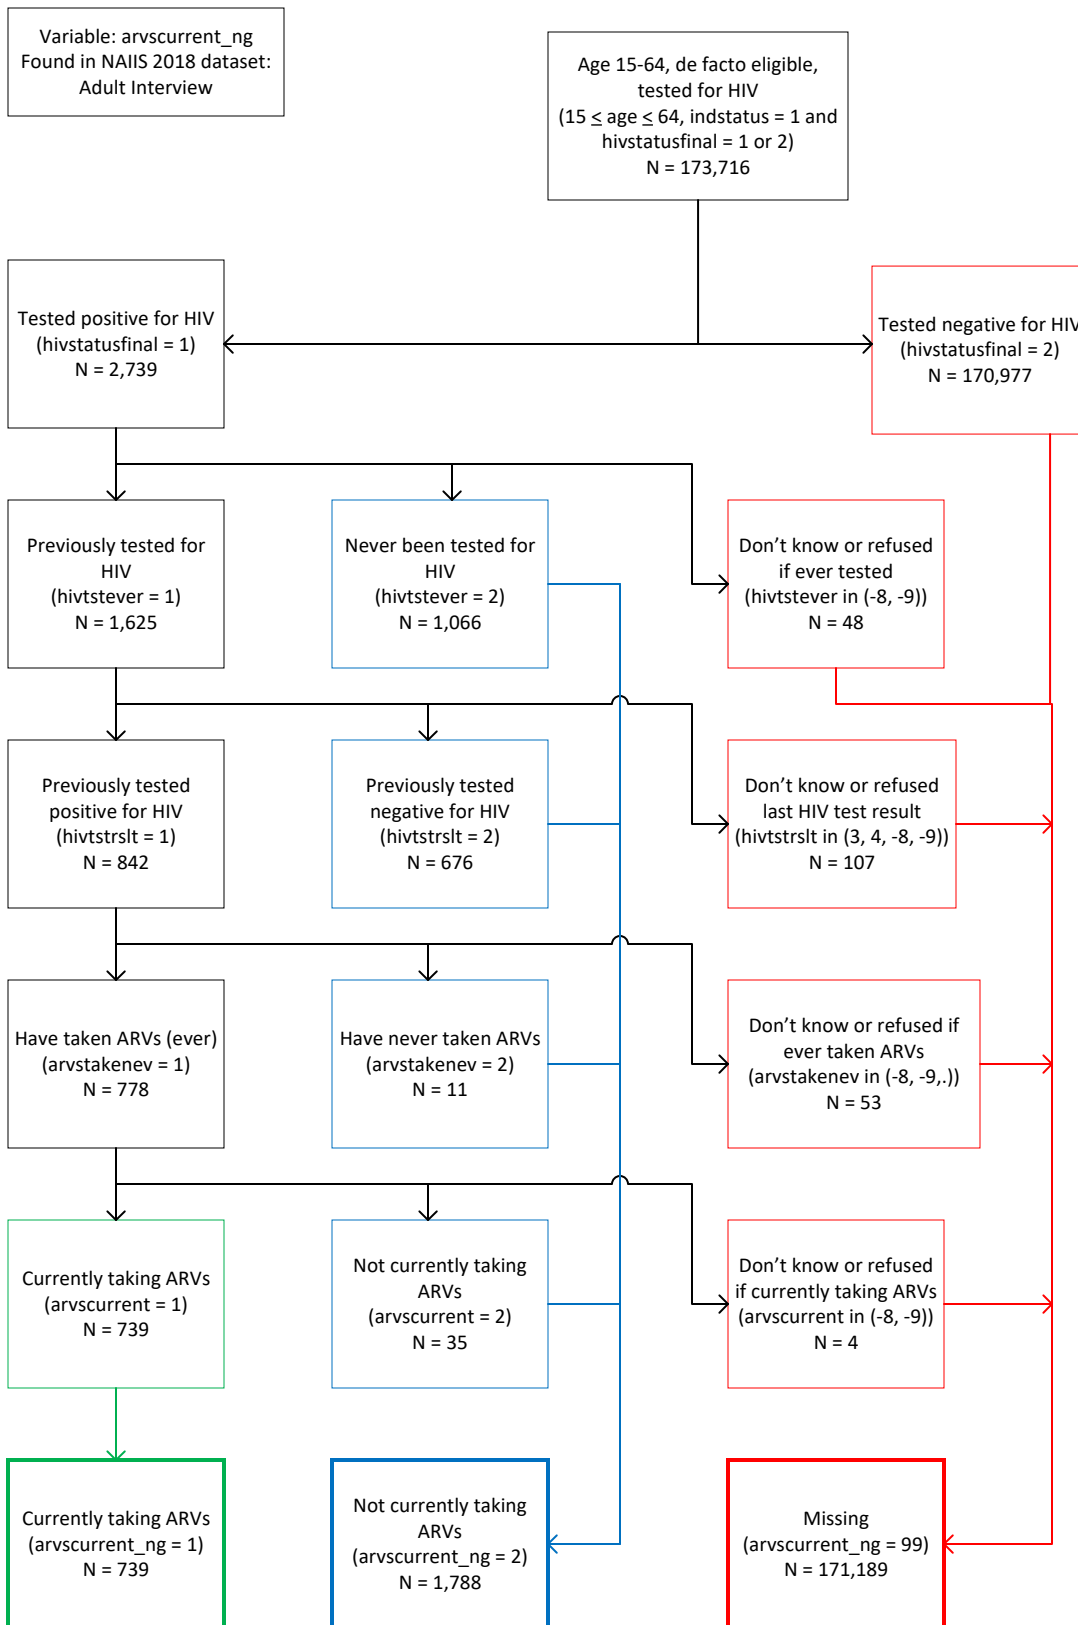 Variable: arvscurrent_ng
Found in NAIIS 2018 dataset:
Adult Interview
Age 15-64, de facto eligible,
tested for HIV
(15 ≤ age ≤ 64, indstatus = 1 and
hivstatusfinal = 1 or 2)
N = 173,716
Tested positive for HIV
(hivstatusfinal = 1)
N = 2,739
Tested negative for HIV
(hivstatusfinal = 2)
N = 170,977
Previously tested for
HIV
(hivtstever = 1)
N = 1,625
Never been tested for
HIV
(hivtstever = 2)
N = 1,066
Don’t know or refused
if ever tested
(hivtstever in (-8, -9))
N = 48
Previously tested
positive for HIV
(hivtstrslt = 1)
N = 842
Previously tested
negative for HIV
(hivtstrslt = 2)
N = 676
Don’t know or refused
last HIV test result
(hivtstrslt in (3, 4, -8, -9))
N = 107
Have taken ARVs (ever)
(arvstakenev = 1)
N = 778
Have never taken ARVs
(arvstakenev = 2)
N = 11
Don’t know or refused if
ever taken ARVs
(arvstakenev in (-8, -9,.))
N = 53
Currently taking ARVs
(arvscurrent = 1)
N = 739
Not currently taking
ARVs
(arvscurrent = 2)
N = 35
Don’t know or refused
if currently taking ARVs
(arvscurrent in (-8, -9))
N = 4
Currently taking ARVs
(arvscurrent_ng = 1)
N = 739
Not currently taking
ARVs
(arvscurrent_ng = 2)
N = 1,788
Missing
(arvscurrent_ng = 99)
N = 171,189